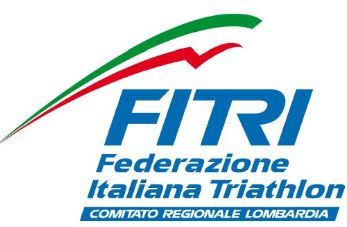 FITRI
Federazione
Italiana Triathlon
COMITATO REGIONALE LOMBARDIA